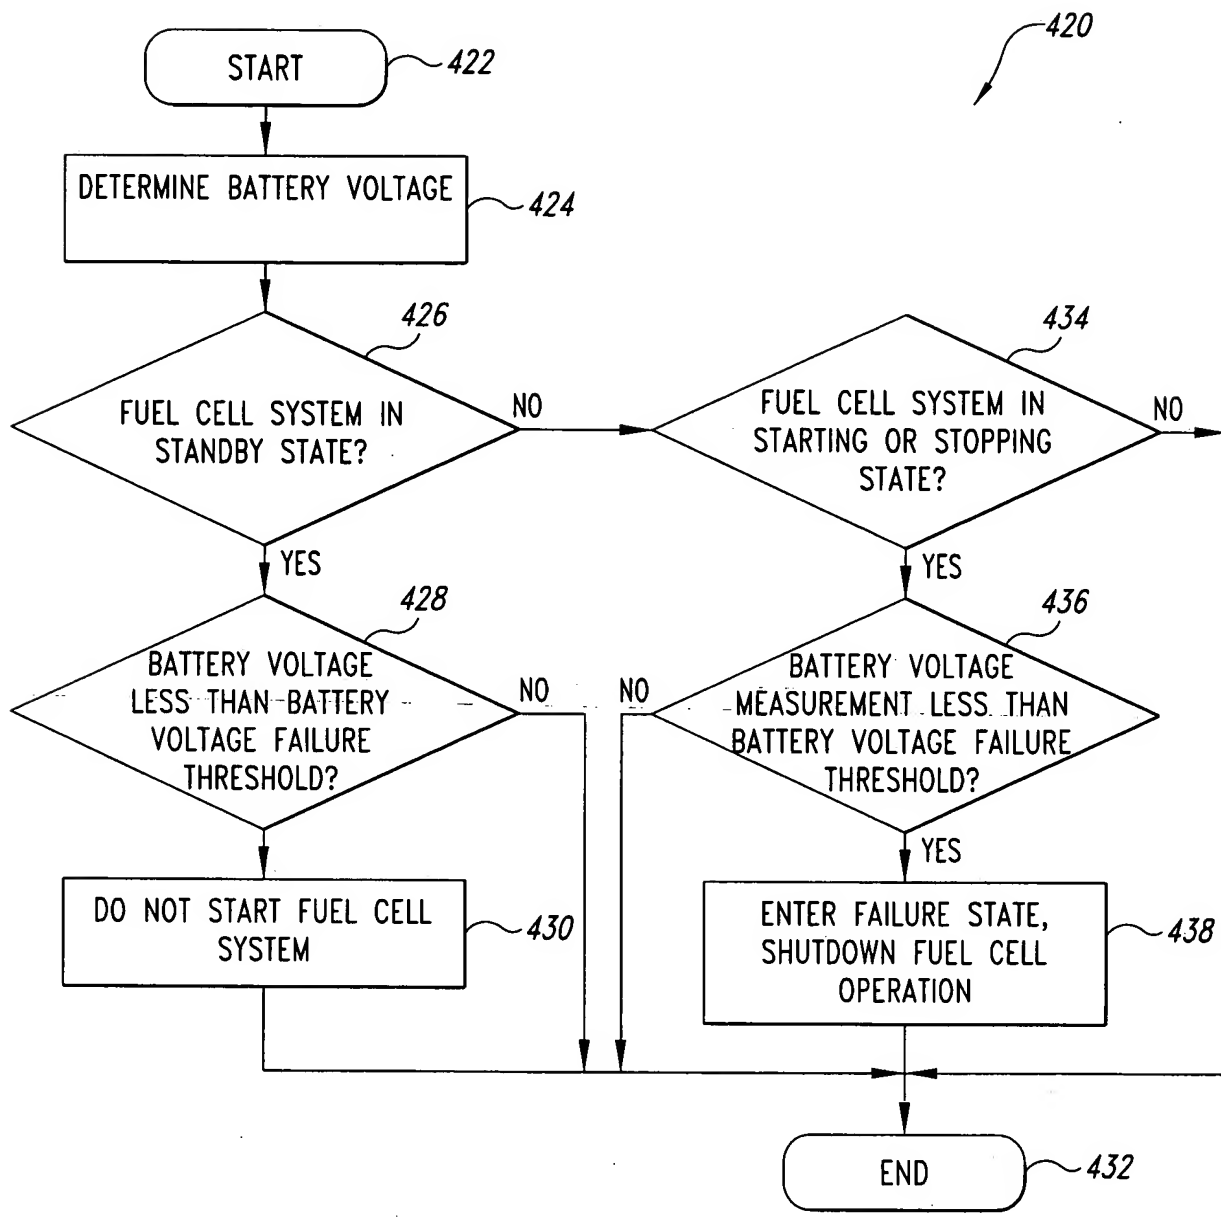 420
START
422
DETERMINE BATTERY VOLTAGE
424
426
FUEL CELL SYSTEM IN
STANDBY STATE?
NO
YES
434
FUEL CELL SYSTEM IN
STARTING OR STOPPING
STATE?
NO
YES
428
BATTERY VOLTAGE
LESS THAN BATTERY
VOLTAGE FAILURE
THRESHOLD?
NO
436
BATTERY VOLTAGE
MEASUREMENT LESS THAN
BATTERY VOLTAGE FAILURE
THRESHOLD?
NO
YES
DO NOT START FUEL CELL
SYSTEM
430
ENTER FAILURE STATE,
SHUTDOWN FUEL CELL
OPERATION
438
END
432